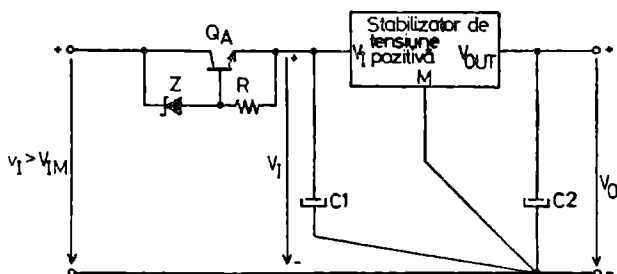 QA
Stabilizator de
tensiune
pozitivă
VI
VOUT
M
+
+
+
Z
R
vI > VIM
VI
C1
C2
VO
-
-